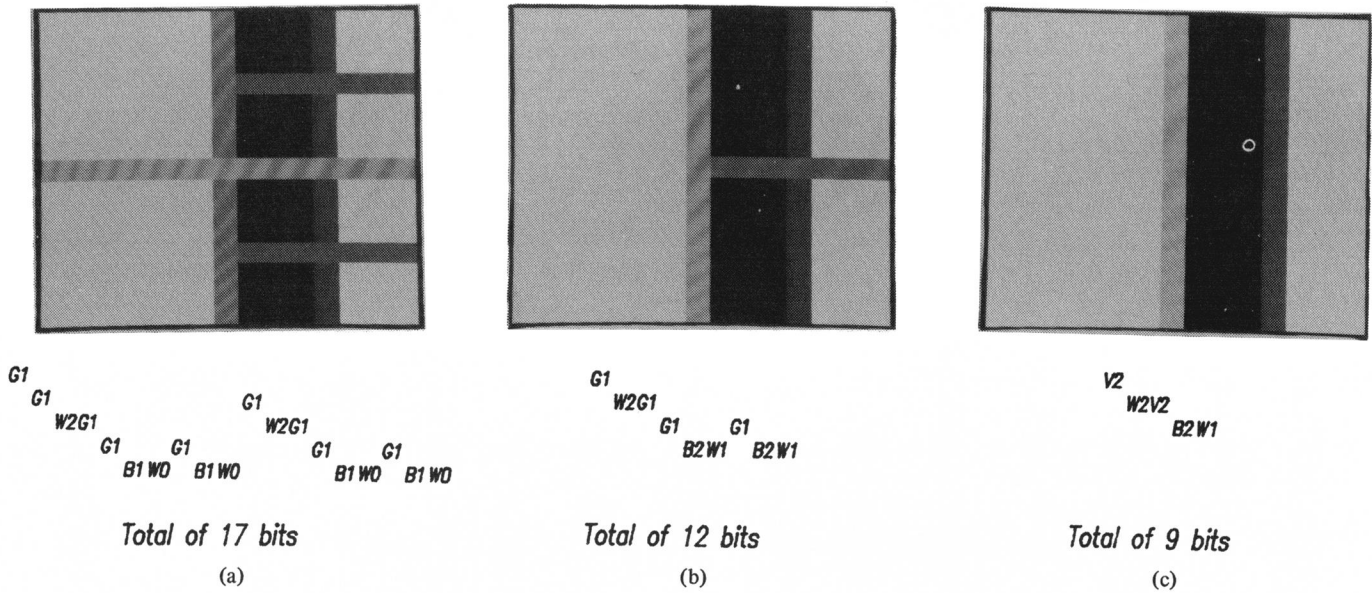 G1
G1
W2G1
G1 G1
B1W0 B1W0
G1
W2G1
G1 G1
B1W0 B1W0
Total of 17 bits
(a)
G1
W2G1
G1 G1
B2W1 B2W1
Total of 12 bits
(b)
V2
W2V2
B2W1
Total of 9 bits
(c)